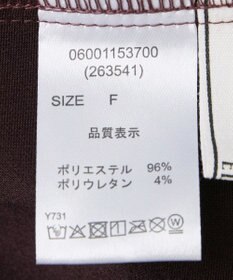 06001153700
(263541)
SIZE F
品質表示
ポリエステル 96%
ポリウレタン 4%
Y731